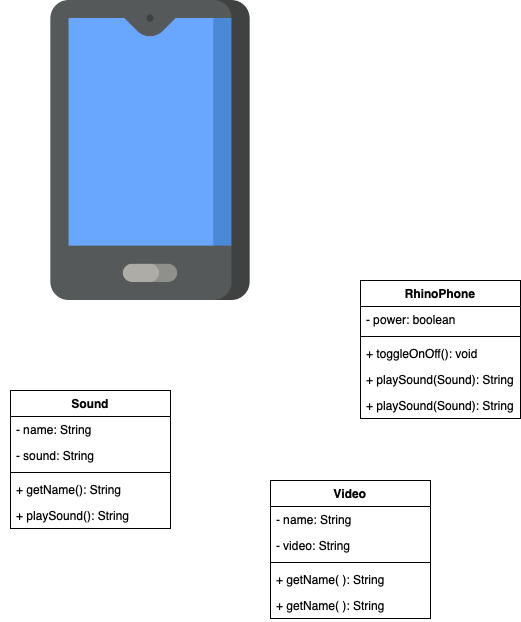 RhinoPhone
- power: boolean
+ toggleOnOff(): void
+ playSound(Sound): String
+ playSound(Sound): String
Sound
- name: String
- sound: String
+ getName(): String
+ playSound(): String
Video
- name: String
- video: String
+ getName( ): String
+ getName( ): String